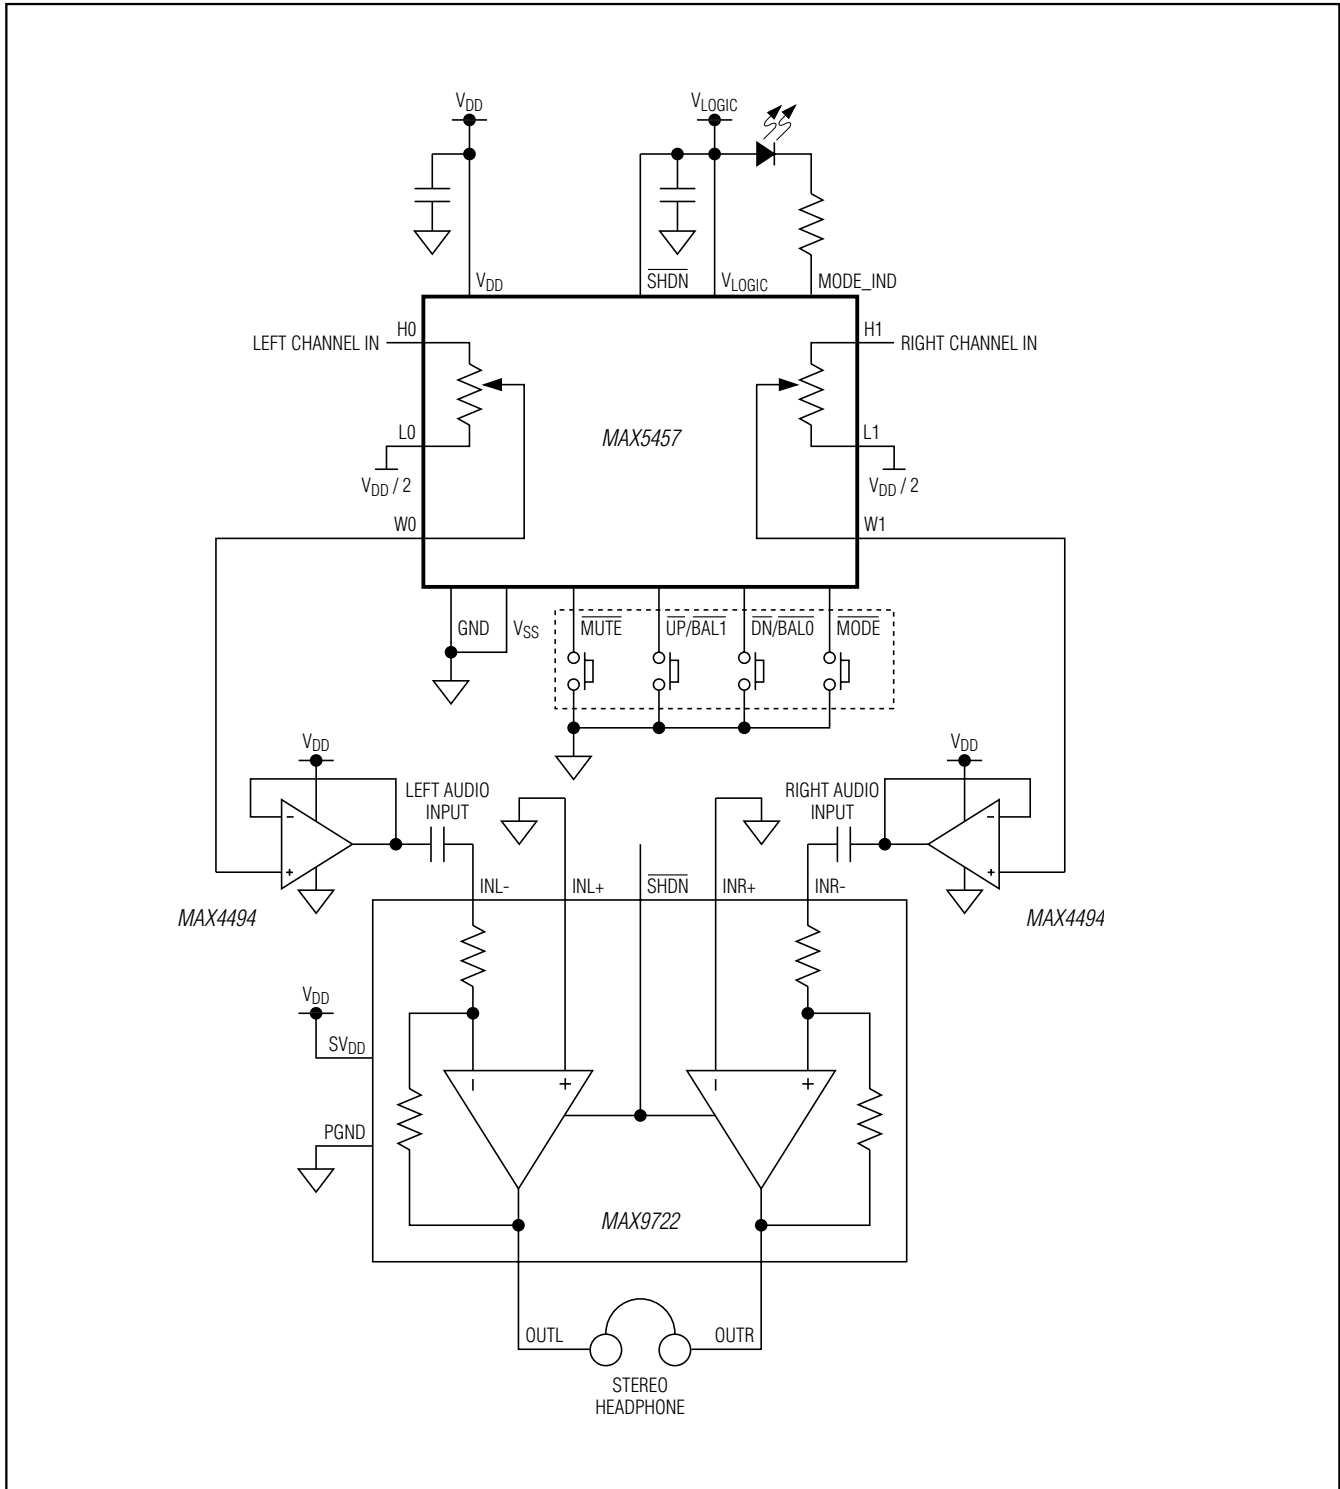 VDD
VLOGIC
VDD
SHDN
VLOGIC
MODE_IND
LEFT CHANNEL IN
H0
H1
RIGHT CHANNEL IN
MAX5457
L0
L1
VDD / 2
VDD / 2
W0
W1
GND
VSS
MUTE
UP/BAL1
DN/BAL0
MODE
VDD
VDD
LEFT AUDIO
INPUT
RIGHT AUDIO
INPUT
−
+
−
+
INL-
INL+
SHDN
INR+
INR-
MAX4494
MAX4494
VDD
SVDD
PGND
−
+
−
+
MAX9722
OUTL
OUTR
STEREO
HEADPHONE